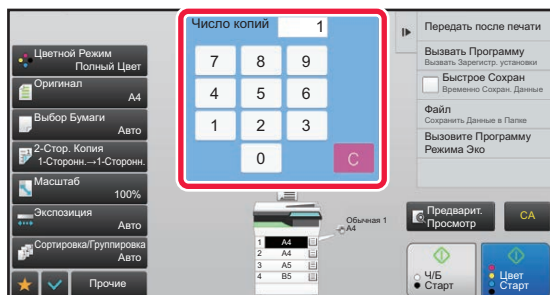 Цветной Режим
Полный Цвет
Оригинал
A4
Выбор Бумаги
Авто
2-Стор. Копия
1-Сторонн.→1-Сторонн.
Масштаб
100%
Экспозиция
Авто
Сортировка/Группировка
Авто
Прочие
Число копий 1
7 8 9
4 5 6
1 2 3
0 C
Обычная 1
A4
1 A4
2 A4
3 A5
4 B5
Передать после печати
Вызвать Программу
Вызвать Зарегистр. установки
Быстрое Сохран
Временно Сохран. Данные
Файл
Сохранить Данные в Папке
Вызовите Программу
Режима Эко
Предварит.
Просмотр
CA
Ч/Б
Старт
Цвет
Старт